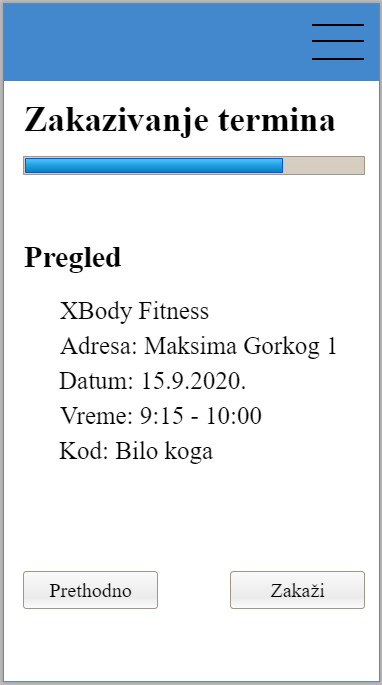 Zakazivanje termina
Pregled
XBody Fitness
Adresa: Maksima Gorkog 1
Datum: 15.9.2020.
Vreme: 9:15 - 10:00
Kod: Bilo koga
Prethodno
Zakaži